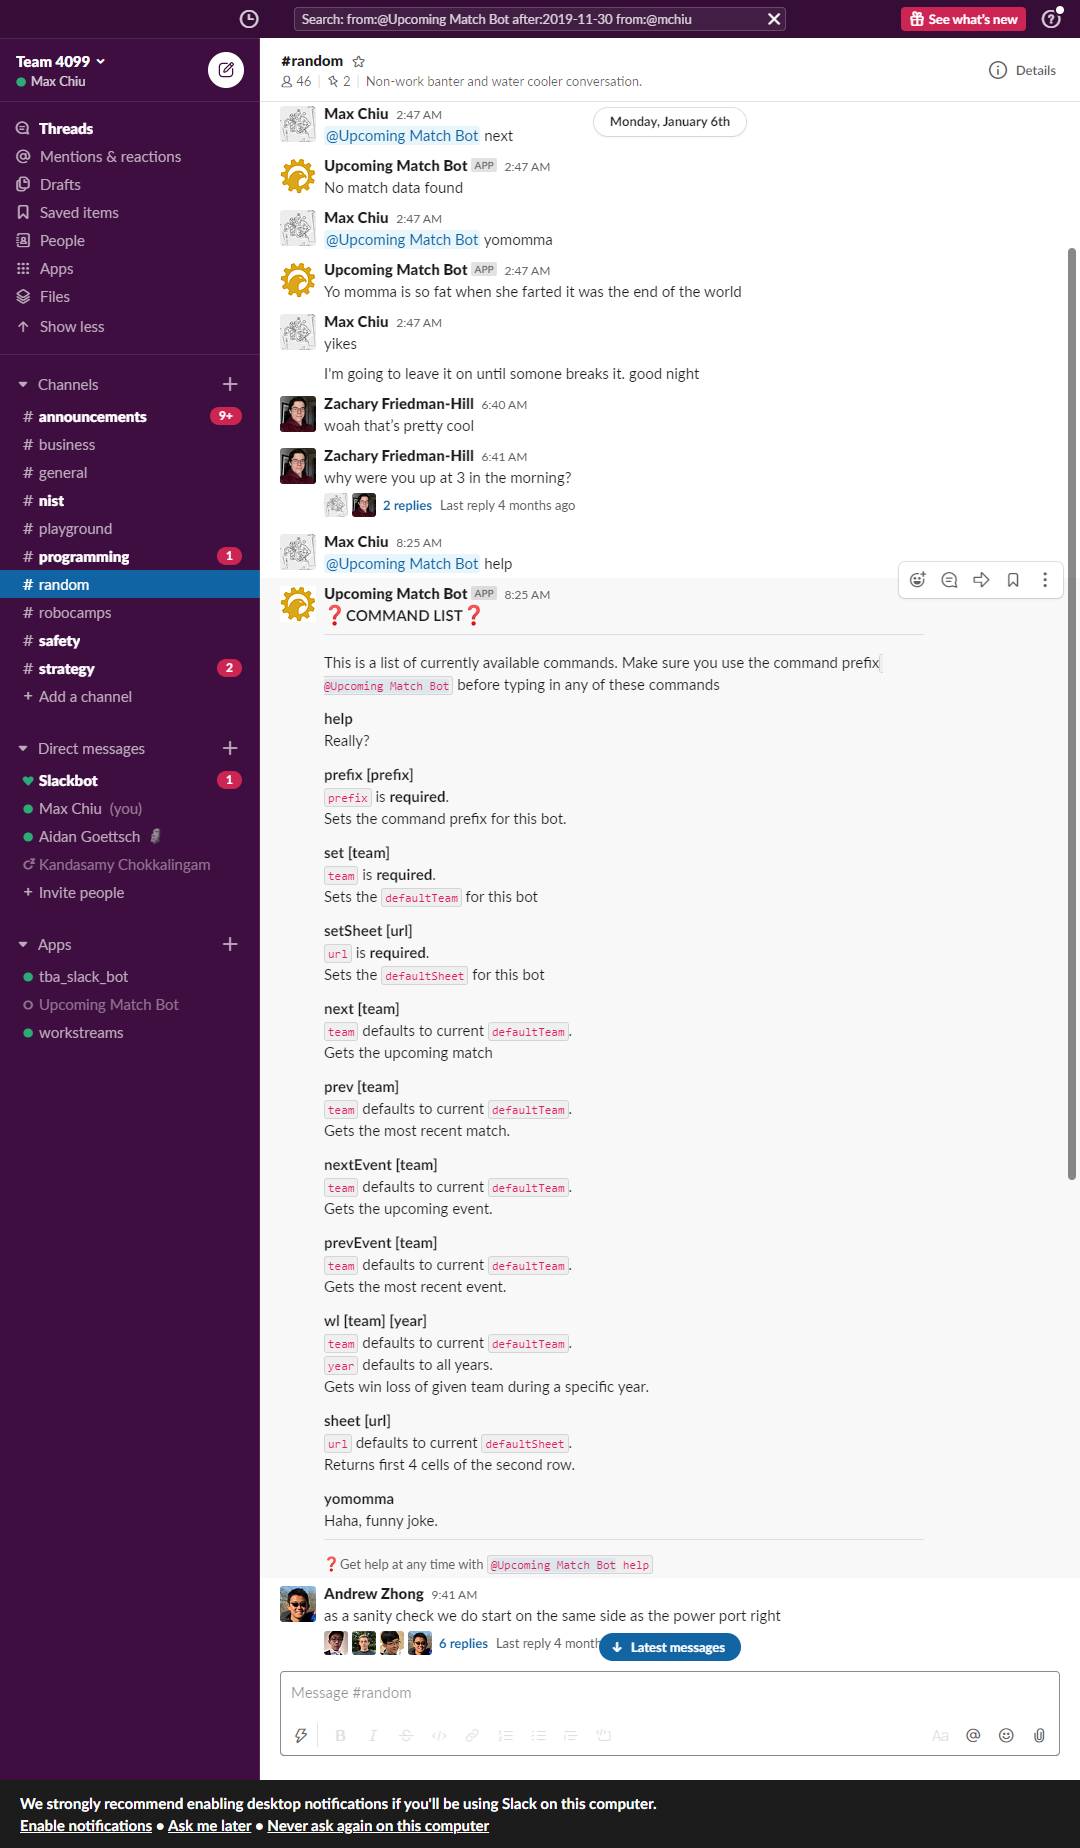 Search: from:@Upcoming Match Bot after:2019-11-30 from:@mchiu
See what's new
Team 4099
Max Chiu
Threads
Mentions & reactions
Drafts
Saved items
People
Apps
Files
Show less
Channels
# announcements 9+
# business
# general
# nist
# playground
# programming 1
# random
# robocamps
# safety
# strategy 2
+ Add a channel
Direct messages
Slackbot 1
Max Chiu (you)
Aidan Goettsch
Kandasamy Chokkalingam
+ Invite people
Apps
tba_slack_bot
Upcoming Match Bot
workstreams
#random
46 | 2 | Non-work banter and water cooler conversation.
Details
Monday, January 6th
Max Chiu 2:47 AM
@Upcoming Match Bot next
Upcoming Match Bot APP 2:47 AM
No match data found
Max Chiu 2:47 AM
@Upcoming Match Bot yomomma
Upcoming Match Bot APP 2:47 AM
Yo momma is so fat when she farted it was the end of the world
Max Chiu 2:47 AM
yikes
I'm going to leave it on until somone breaks it. good night
Zachary Friedman-Hill 6:40 AM
woah that's pretty cool
Zachary Friedman-Hill 6:41 AM
why were you up at 3 in the morning?
2 replies Last reply 4 months ago
Max Chiu 8:25 AM
@Upcoming Match Bot help
Upcoming Match Bot APP 8:25 AM
❓COMMAND LIST❓
This is a list of currently available commands. Make sure you use the command prefix
@Upcoming Match Bot before typing in any of these commands
help
Really?
prefix [prefix]
prefix is required.
Sets the command prefix for this bot.
set [team]
team is required.
Sets the defaultTeam for this bot
setSheet [url]
url is required.
Sets the defaultSheet for this bot
next [team]
team defaults to current defaultTeam.
Gets the upcoming match
prev [team]
team defaults to current defaultTeam.
Gets the most recent match.
nextEvent [team]
team defaults to current defaultTeam.
Gets the upcoming event.
prevEvent [team]
team defaults to current defaultTeam.
Gets the most recent event.
wl [team] [year]
team defaults to current defaultTeam.
year defaults to all years.
Gets win loss of given team during a specific year.
sheet [url]
url defaults to current defaultSheet.
Returns first 4 cells of the second row.
yomomma
Haha, funny joke.
❓Get help at any time with @Upcoming Match Bot help
Andrew Zhong 9:41 AM
as a sanity check we do start on the same side as the power port right
6 replies Last reply 4 month
Latest messages
Message #random
B I S </> Aa @
We strongly recommend enabling desktop notifications if you'll be using Slack on this computer.
Enable notifications • Ask me later • Never ask again on this computer